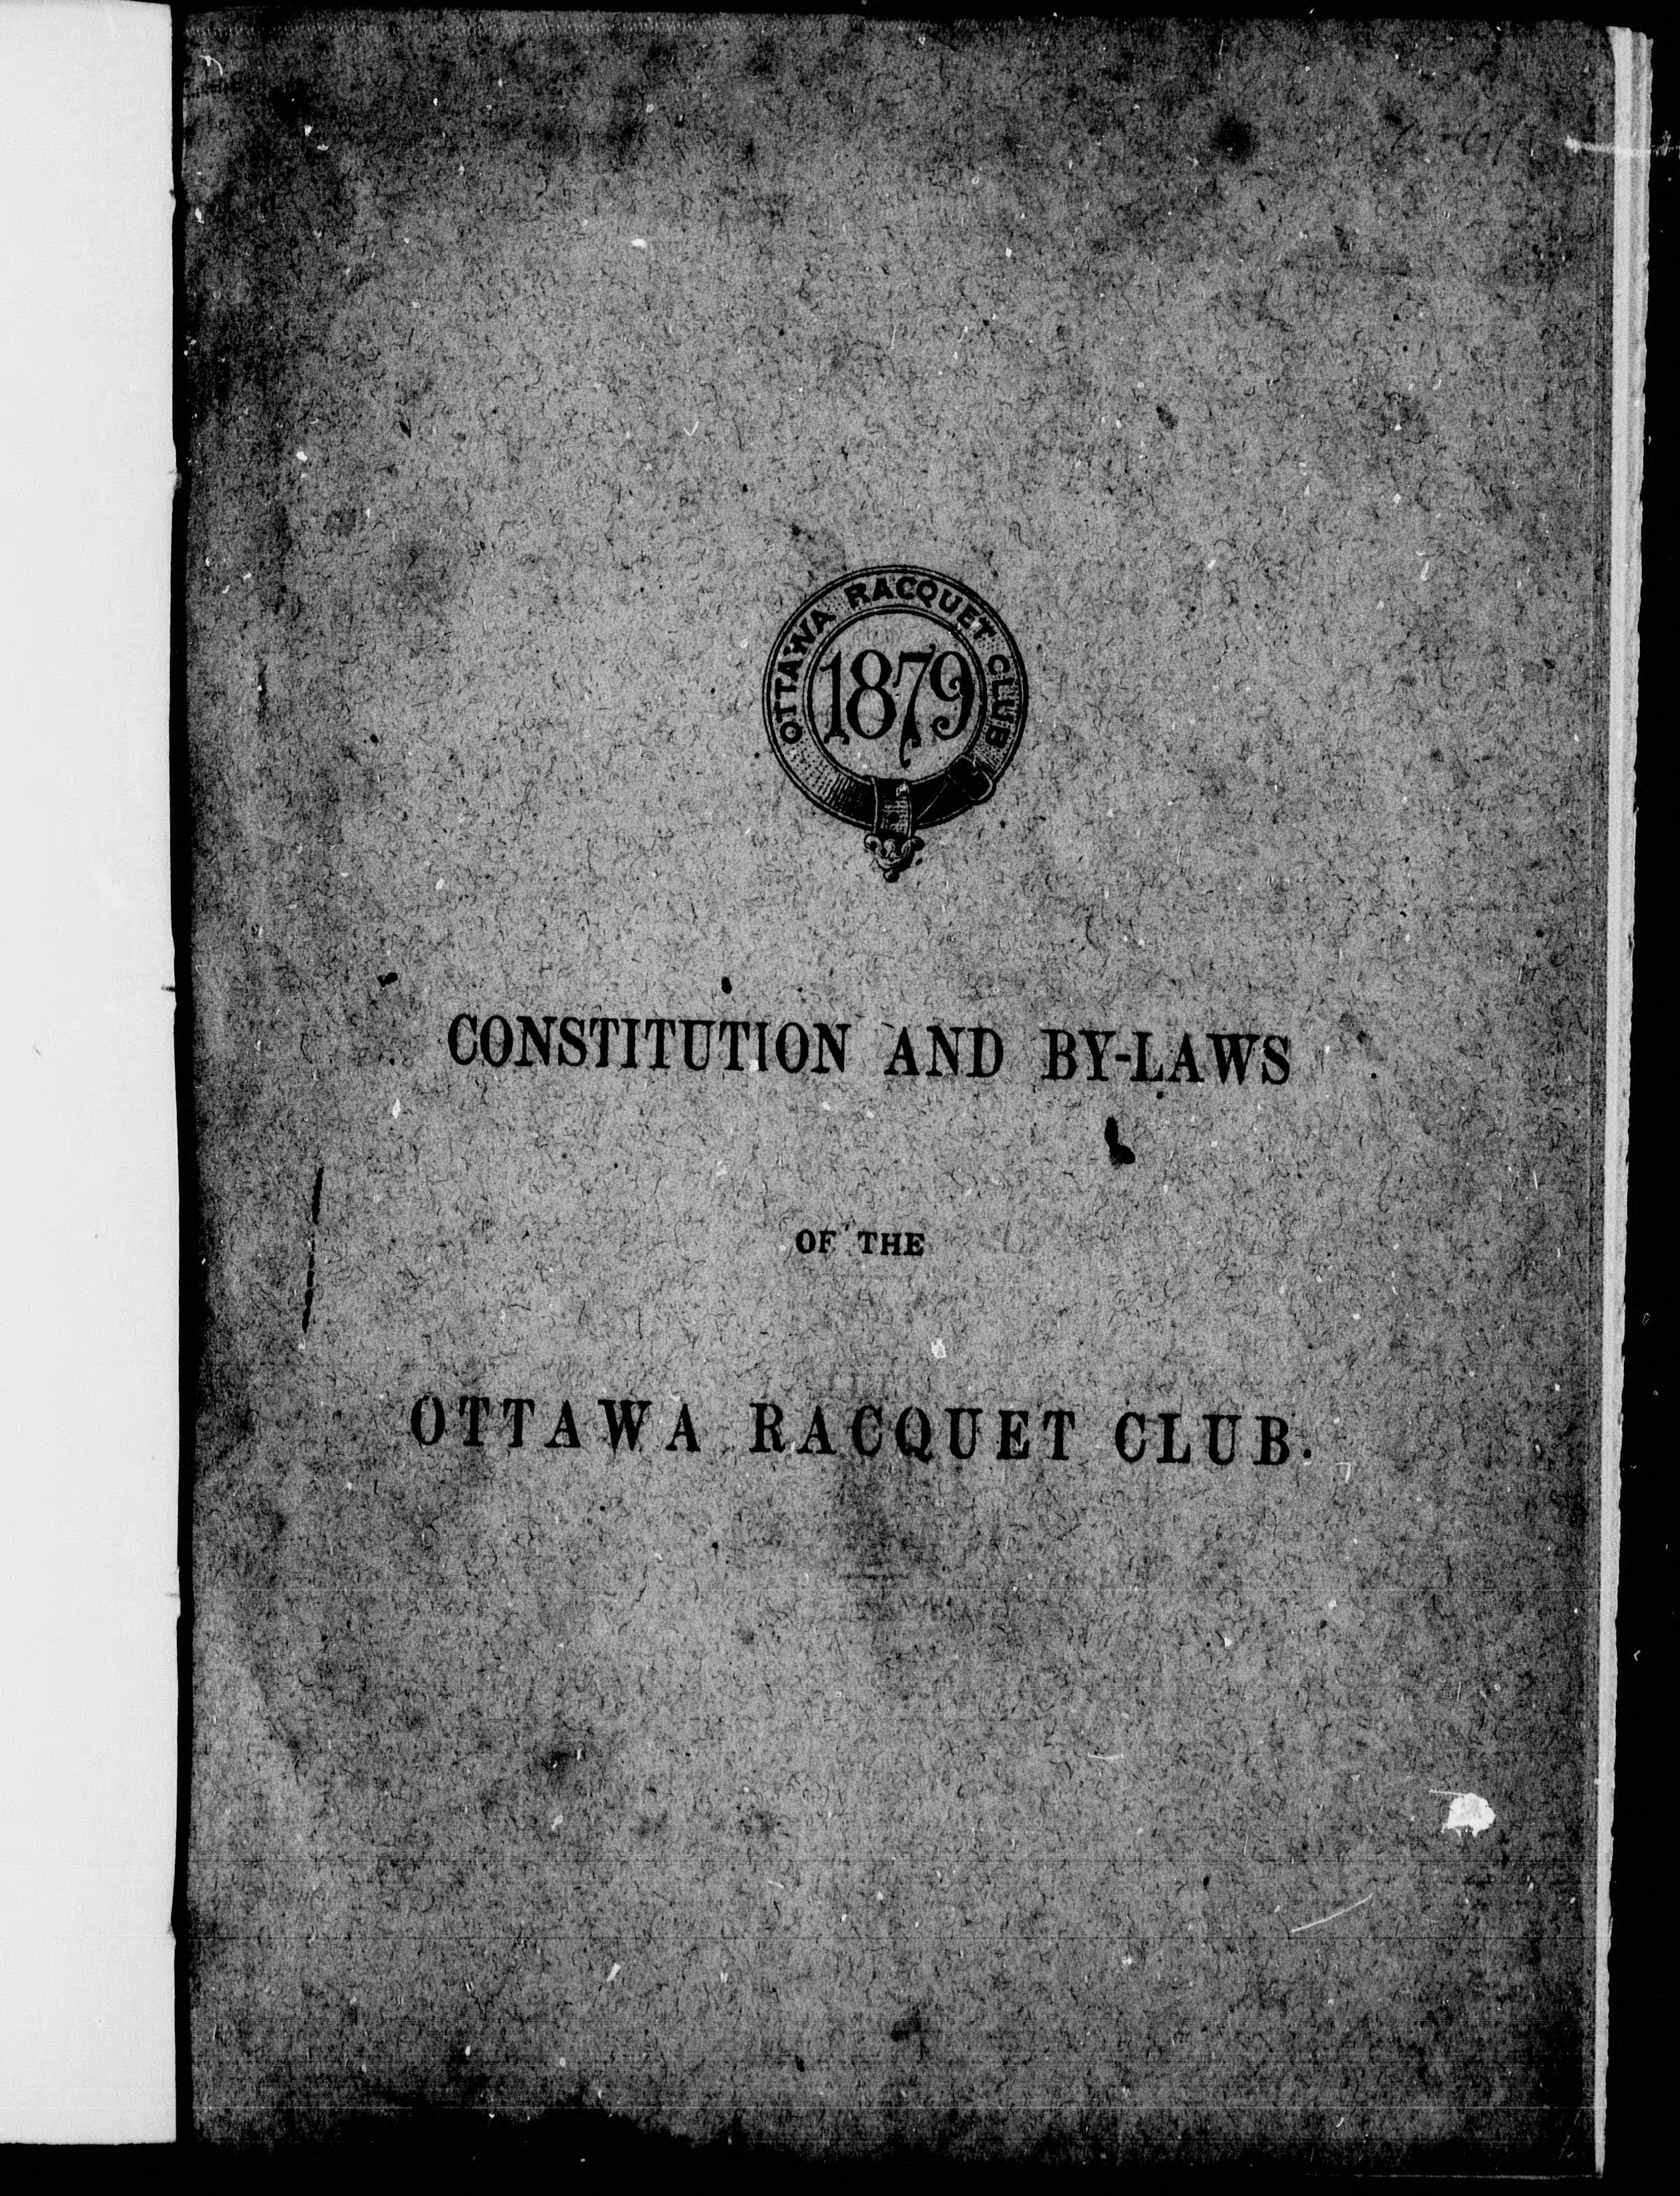 OTTAWA RACQUET CLUB
1879
CONSTITUTION AND BY-LAWS
OF THE
OTTAWA RACQUET CLUB.